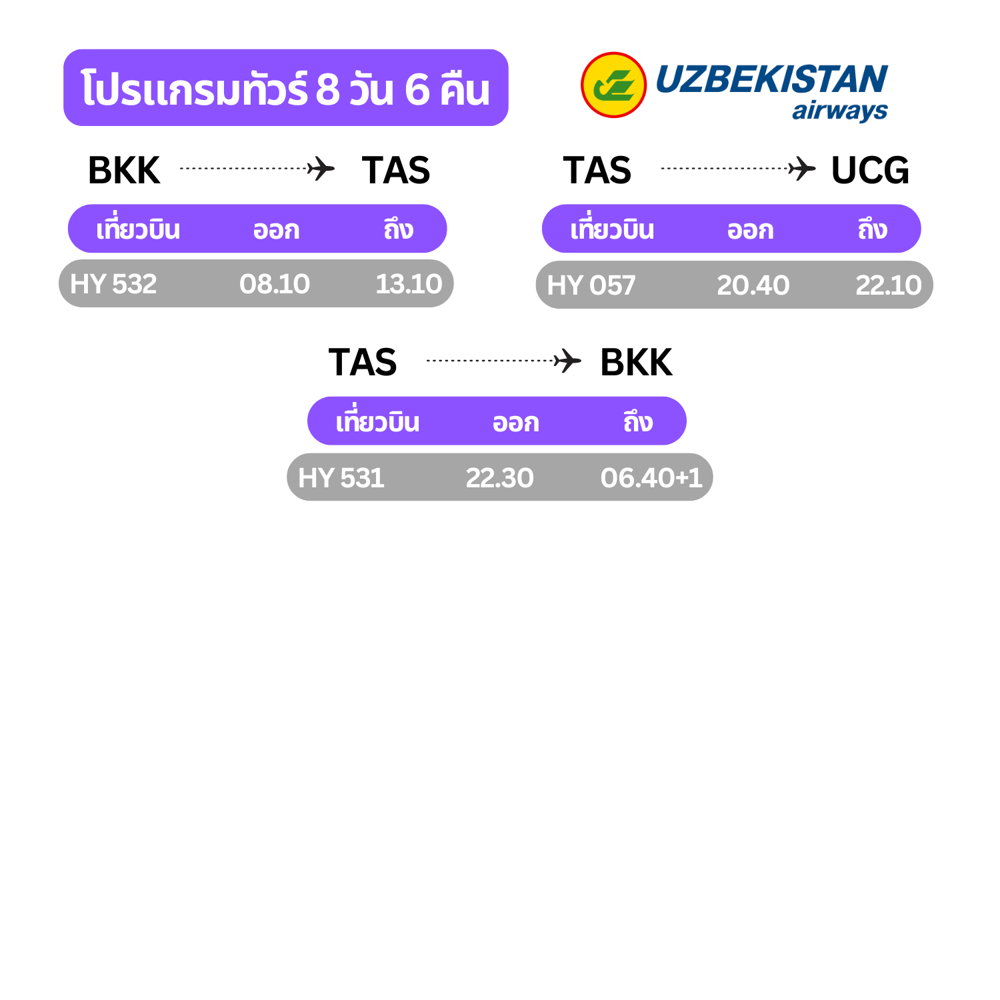 โปรแกรมทัวร์ 8 วัน 6 คืน
UZBEKISTAN
airways
BKK TAS
เที่ยวบิน ออก ถึง
HY 532 08.10 13.10
TAS UCG
เที่ยวบิน ออก ถึง
HY 057 20.40 22.10
TAS BKK
เที่ยวบิน ออก ถึง
HY 531 22.30 06.40+1